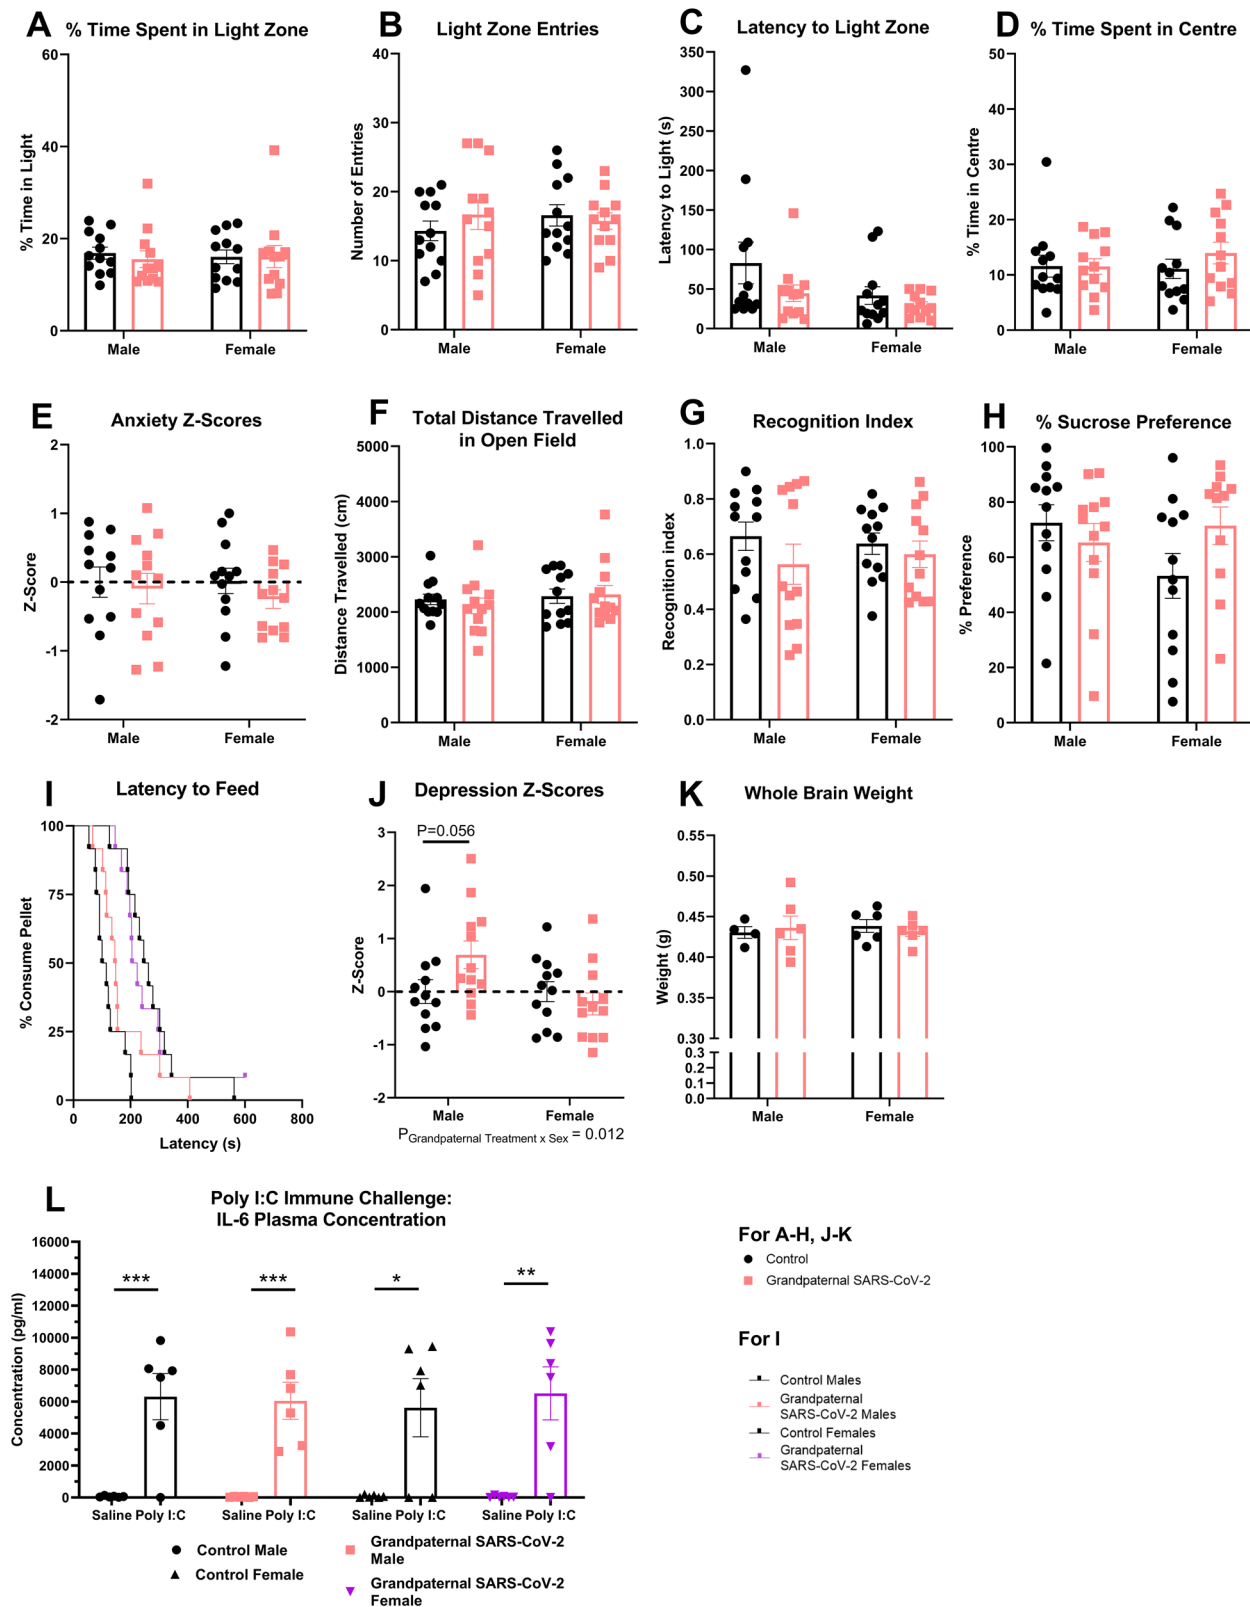 A % Time Spent in Light Zone
% Time in Light
60
40
20
0
Male Female
B Light Zone Entries
Number of Entries
40
30
20
10
0
Male Female
C Latency to Light Zone
Latency to Light (s)
350
300
250
200
150
100
50
0
Male Female
D % Time Spent in Centre
% Time in Centre
50
40
30
20
10
0
Male Female
E Anxiety Z-Scores
Z-Score
2
1
0
-1
-2
Male Female
F Total Distance Travelled
in Open Field
Distance Travelled (cm)
5000
4000
3000
2000
1000
0
Male Female
G Recognition Index
Recognition index
1.0
0.8
0.6
0.4
0.2
0.0
Male Female
H % Sucrose Preference
% Preference
100
80
60
40
20
0
Male Female
I Latency to Feed
% Consume Pellet
100
75
50
25
0
0 200 400 600 800
Latency (s)
J Depression Z-Scores
P=0.056
Z-Score
3
2
1
0
-1
-2
Male Female
P Grandpaternal Treatment x Sex = 0.012
K Whole Brain Weight
Weight (g)
0.55
0.50
0.45
0.40
0.35
0.30
0.3
0.2
0.1
0.0
Male Female
L Poly I:C Immune Challenge:
IL-6 Plasma Concentration
Concentration (pg/ml)
16000
14000
12000
10000
8000
6000
4000
2000
0
*** *** * **
Saline Poly I:C Saline Poly I:C Saline Poly I:C Saline Poly I:C
Control Male
Control Female
Grandpaternal SARS-CoV-2
Male
Grandpaternal SARS-CoV-2
Female
For A-H, J-K
Control
Grandpaternal SARS-CoV-2
For I
Control Males
Grandpaternal
SARS-CoV-2 Males
Control Females
Grandpaternal
SARS-CoV-2 Females